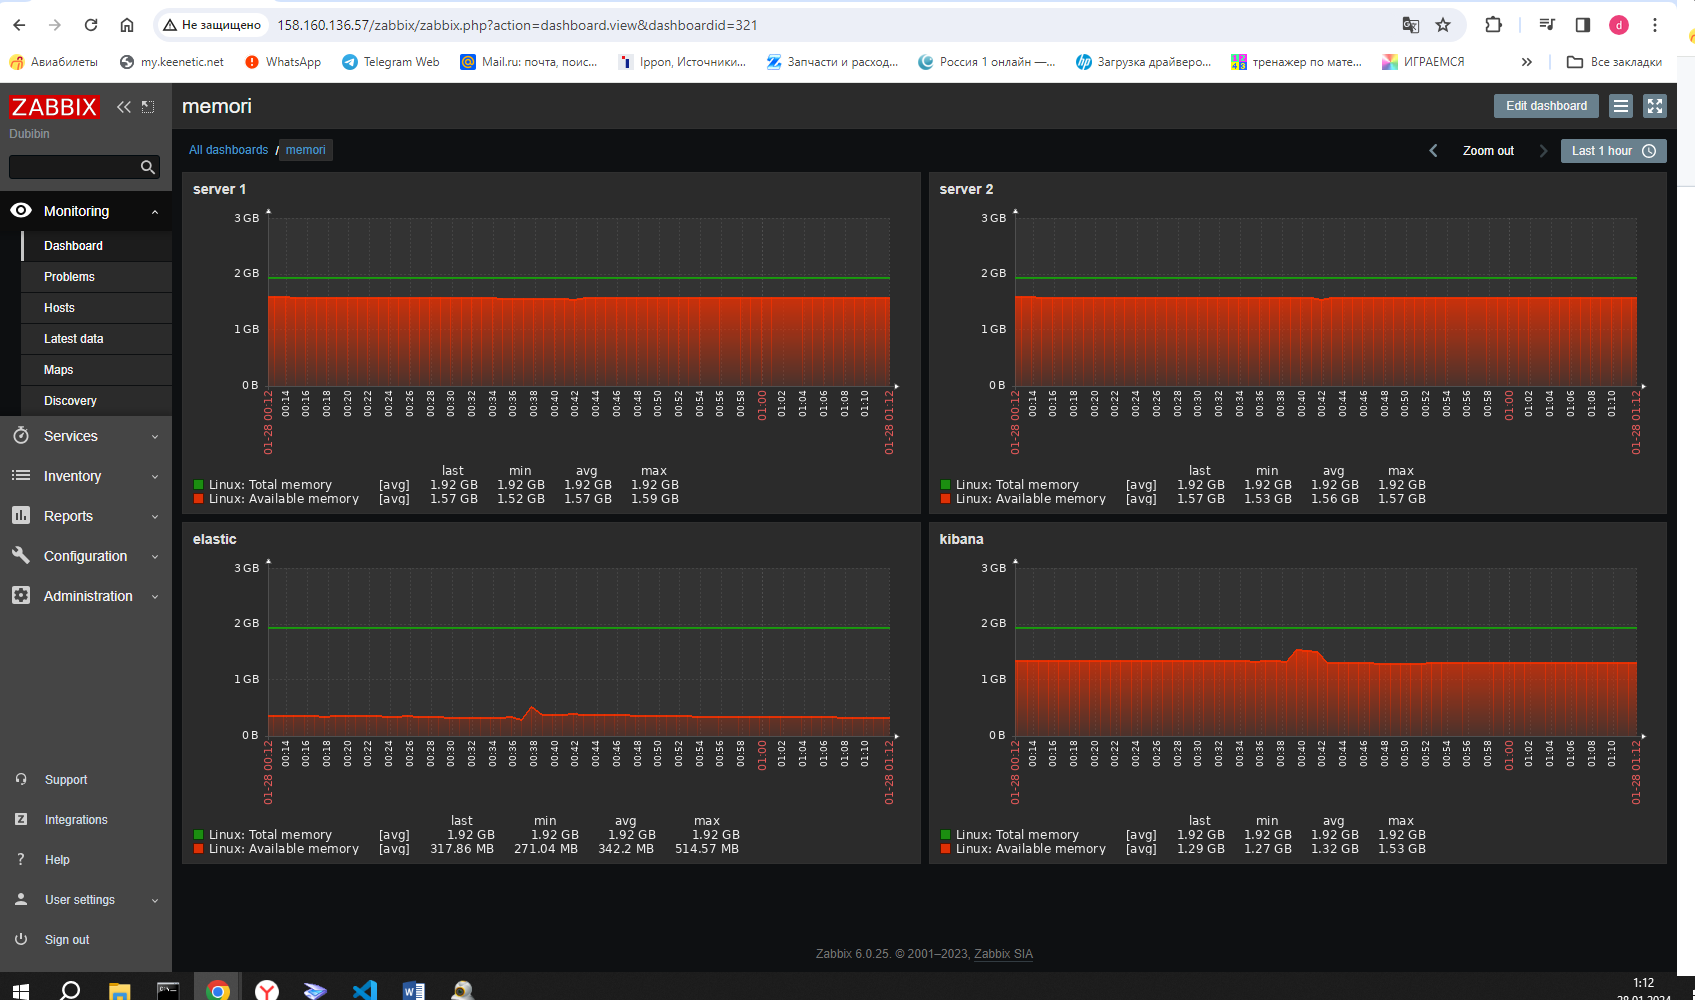 Не защищено
158.160.136.57/zabbix/zabbix.php?action=dashboard.view&dashboardid=321
d
Авиабилеты
my.keenetic.net
WhatsApp
Telegram Web
Mail.ru: почта, поис...
Ippon, Источники...
Запчасти и расход...
Россия 1 онлайн —...
Загрузка драйверо...
тренажер по мате...
ИГРАЕМСЯ
Все закладки
ZABBIX
Dubibin
Monitoring
Dashboard
Problems
Hosts
Latest data
Maps
Discovery
Services
Inventory
Reports
Configuration
Administration
Support
Integrations
Help
User settings
Sign out
memori
Edit dashboard
All dashboards / memori
Zoom out
Last 1 hour
server 1
3 GB
2 GB
1 GB
0 B
01-28 00:12 00:14 00:16 00:18 00:20 00:22 00:24 00:26 00:28 00:30 00:32 00:34 00:36 00:38 00:40 00:42 00:44 00:46 00:48 00:50 00:52 00:54 00:56 00:58 01:00 01:02 01:04 01:06 01:08 01:10 01-28 01:12
last min avg max
Linux: Total memory [avg] 1.92 GB 1.92 GB 1.92 GB 1.92 GB
Linux: Available memory [avg] 1.57 GB 1.52 GB 1.57 GB 1.59 GB
server 2
3 GB
2 GB
1 GB
0 B
01-28 00:12 00:14 00:16 00:18 00:20 00:22 00:24 00:26 00:28 00:30 00:32 00:34 00:36 00:38 00:40 00:42 00:44 00:46 00:48 00:50 00:52 00:54 00:56 00:58 01:00 01:02 01:04 01:06 01:08 01:10 01-28 01:12
last min avg max
Linux: Total memory [avg] 1.92 GB 1.92 GB 1.92 GB 1.92 GB
Linux: Available memory [avg] 1.57 GB 1.53 GB 1.56 GB 1.57 GB
elastic
3 GB
2 GB
1 GB
0 B
01-28 00:12 00:14 00:16 00:18 00:20 00:22 00:24 00:26 00:28 00:30 00:32 00:34 00:36 00:38 00:40 00:42 00:44 00:46 00:48 00:50 00:52 00:54 00:56 00:58 01:00 01:02 01:04 01:06 01:08 01:10 01-28 01:12
last min avg max
Linux: Total memory [avg] 1.92 GB 1.92 GB 1.92 GB 1.92 GB
Linux: Available memory [avg] 317.86 MB 271.04 MB 342.2 MB 514.57 MB
kibana
3 GB
2 GB
1 GB
0 B
01-28 00:12 00:14 00:16 00:18 00:20 00:22 00:24 00:26 00:28 00:30 00:32 00:34 00:36 00:38 00:40 00:42 00:44 00:46 00:48 00:50 00:52 00:54 00:56 00:58 01:00 01:02 01:04 01:06 01:08 01:10 01-28 01:12
last min avg max
Linux: Total memory [avg] 1.92 GB 1.92 GB 1.92 GB 1.92 GB
Linux: Available memory [avg] 1.29 GB 1.27 GB 1.32 GB 1.53 GB
Zabbix 6.0.25. © 2001–2023, Zabbix SIA
1:12
28.01.2024